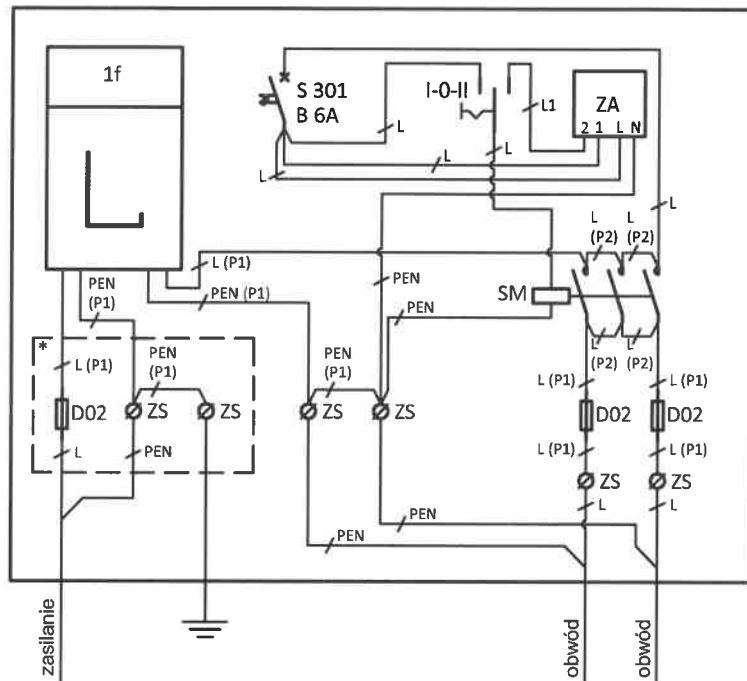 1f
S 301
B 6A
I-0-II
L1
ZA
2 1 L N
L
L
L
L
L
L
(P2)
L
(P2)
L (P1)
PEN
(P1)
PEN (P1)
PEN
SM
PEN
*
L (P1)
PEN
(P1)
PEN
(P1)
L
(P2)
L
(P2)
L (P1)
L (P1)
D02
ZS
ZS
ZS
ZS
D02
D02
L
PEN
L (P1)
L (P1)
ZS
ZS
L
L
PEN
PEN
zasilanie
obwód
obwód